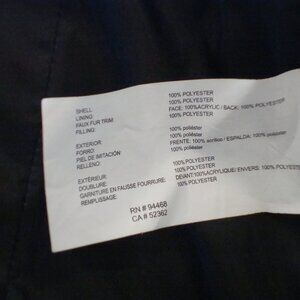 SHELL 100% POLYESTER
LINING 100% POLYESTER
FAUX FUR TRIM FACE: 100% ACRYLIC / BACK: 100% POLYESTER
FILLING: 100% POLYESTER
EXTERIOR: 100% poliéster
FORRO: 100% poliéster
PIEL DE IMITACIÓN FRENTE: 100% acrílico / ESPALDA: 100% poliéster
RELLENO: 100% poliéster
EXTÉRIEUR: 100% POLYESTER
DOUBLURE: 100% POLYESTER
GARNITURE EN FAUSSE FOURRURE: DEVANT:100%ACRYLIQUE / ENVERS: 100% POLYESTER
REMPLISSAGE: 100% POLYESTER
RN # 94468
CA # 52362